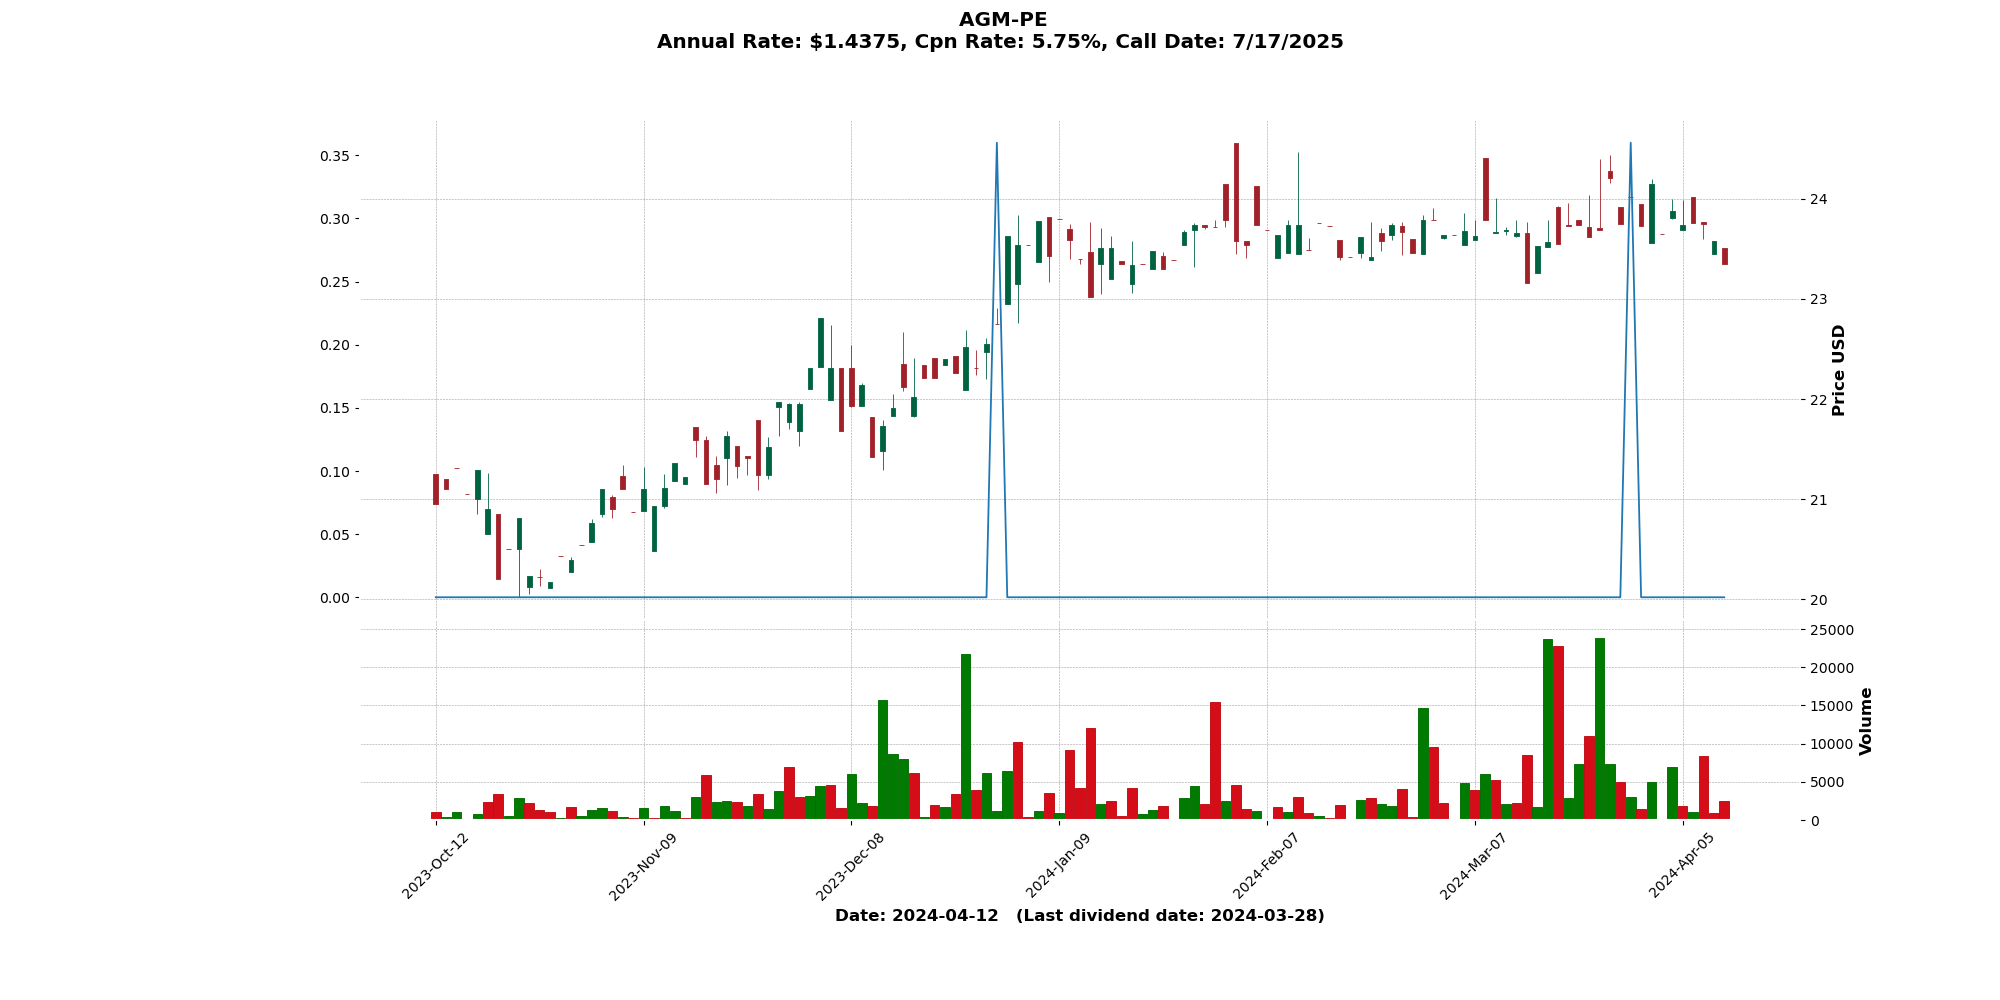 AGM-PE
Annual Rate: $1.4375, Cpn Rate: 5.75%, Call Date: 7/17/2025
0.35
0.30
0.25
0.20
0.15
0.10
0.05
0.00
24
23
22
21
20
Price USD
25000
20000
15000
10000
5000
0
Volume
2023-Oct-12
2023-Nov-09
2023-Dec-08
2024-Jan-09
2024-Feb-07
2024-Mar-07
2024-Apr-05
Date: 2024-04-12   (Last dividend date: 2024-03-28)